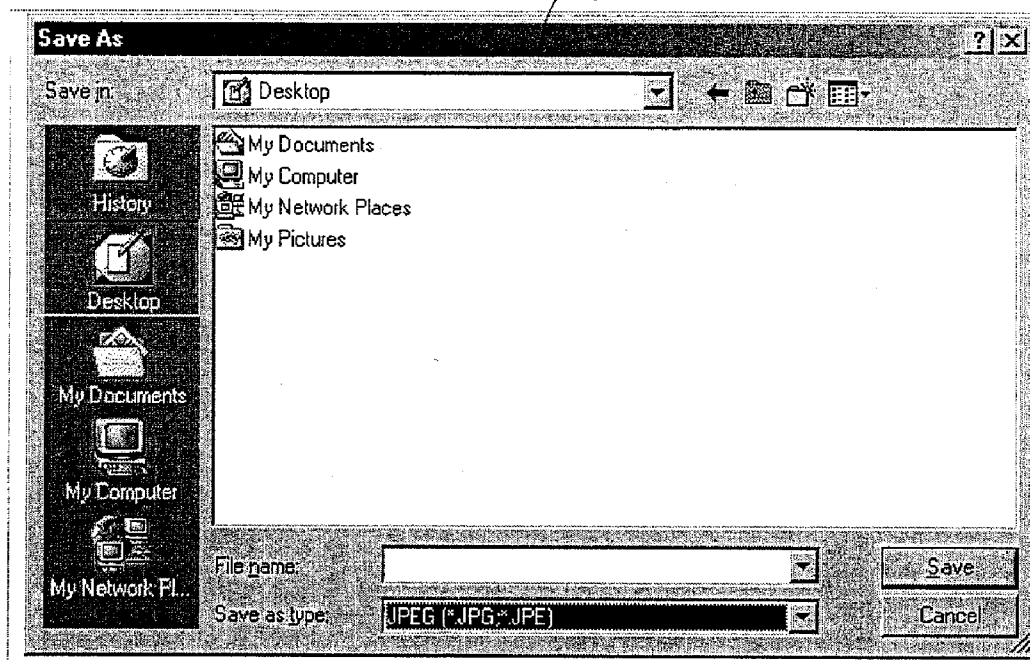 Save As
Save in:
Desktop
History
Desktop
My Documents
My Computer
My Network Pl...
My Documents
My Computer
My Network Places
My Pictures
File name:
Save as type:
JPEG (*.JPG;*.JPE)
Save
Cancel